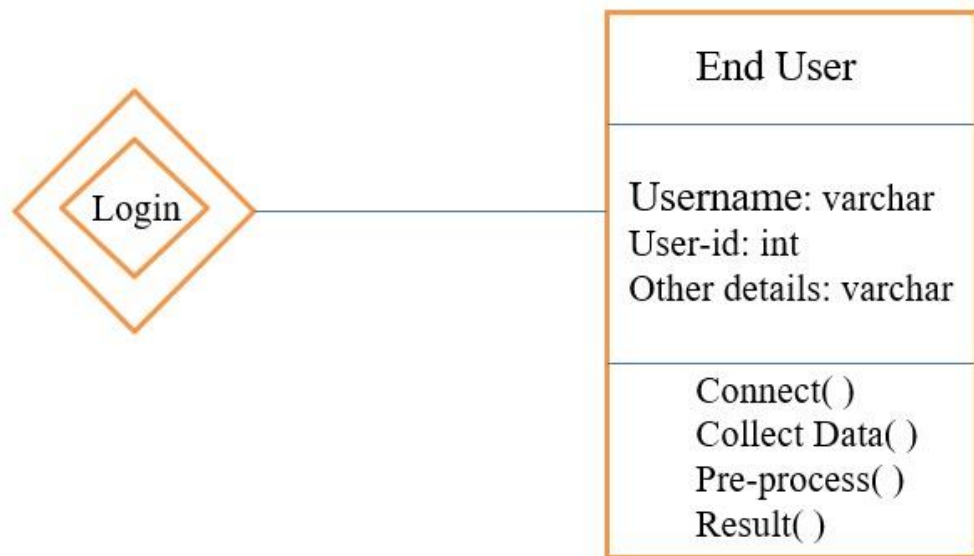 End User
Login
Username: varchar
User-id: int
Other details: varchar
Connect( )
Collect Data( )
Pre-process( )
Result( )